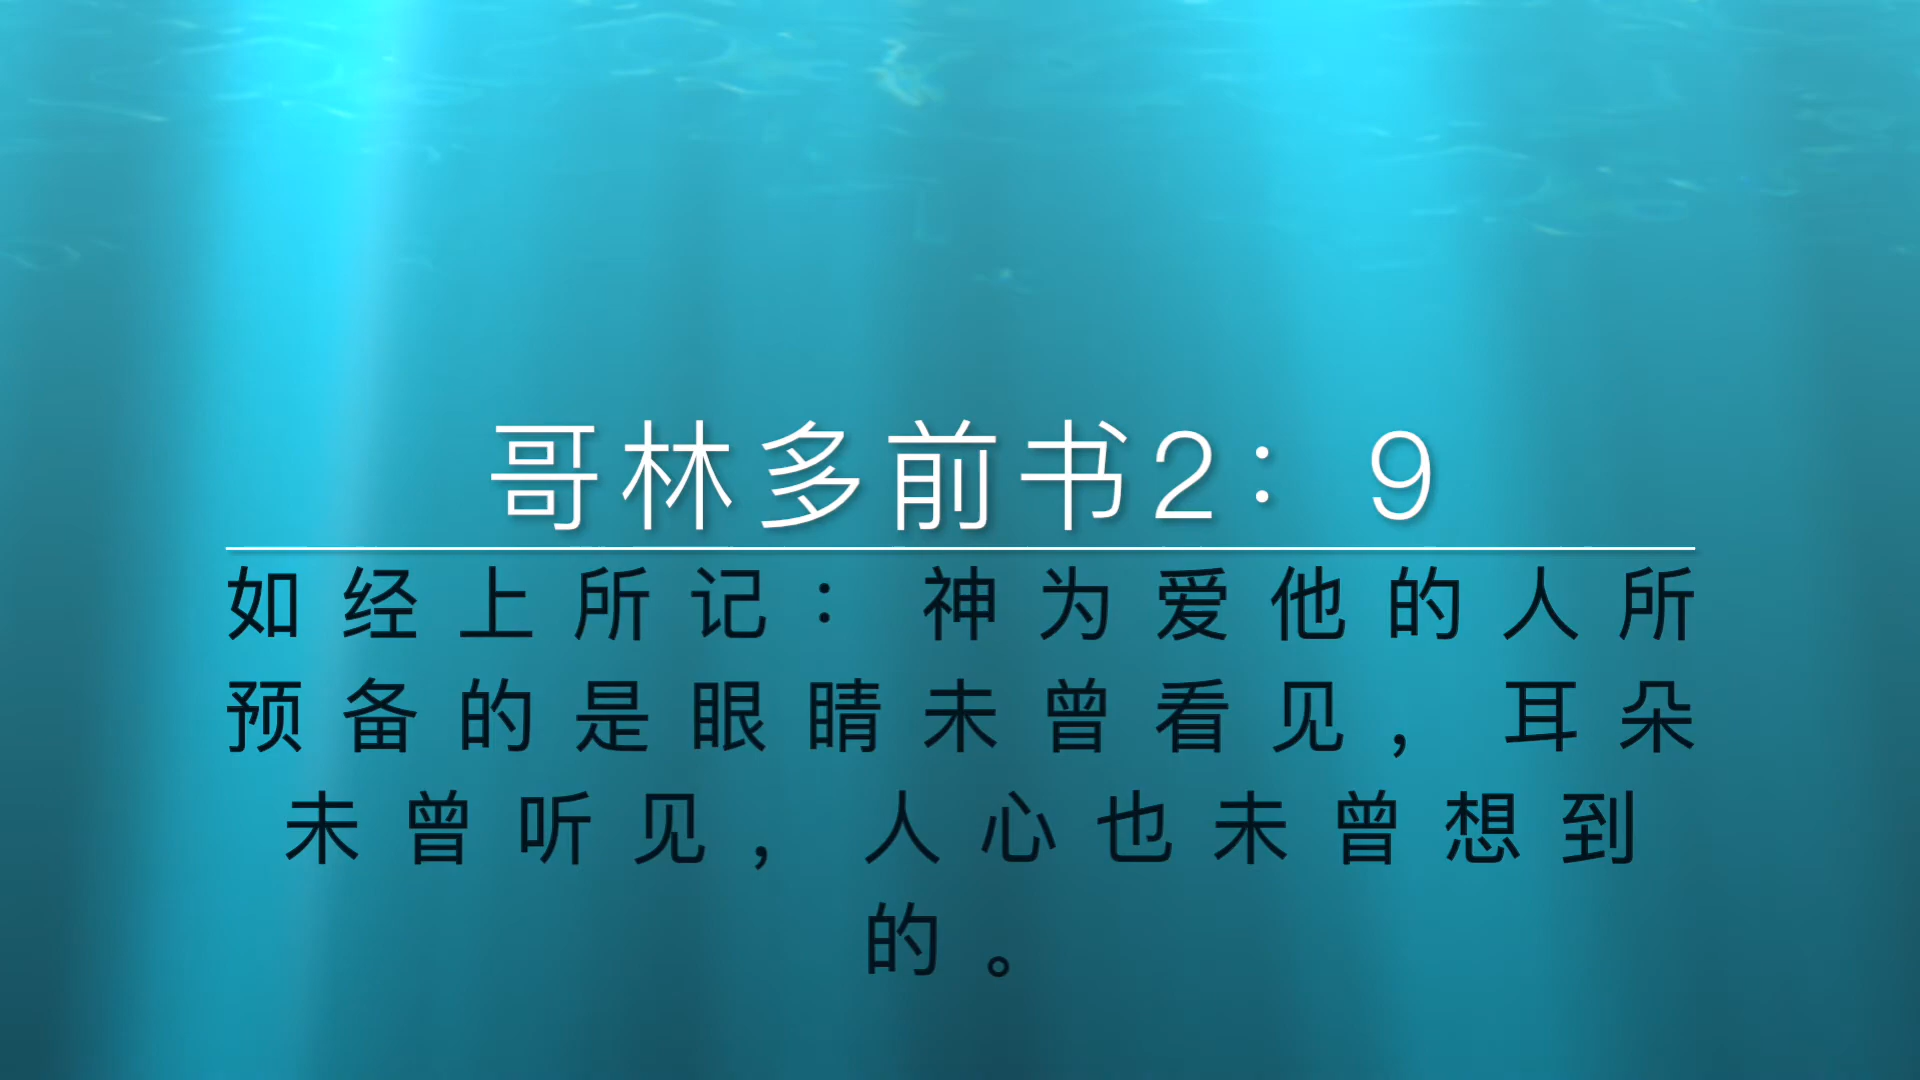 哥林多前书2：9
如经上所记：神为爱他的人所
预备的是眼睛未曾看见，耳朵
未曾听见，人心也未曾想到
的。